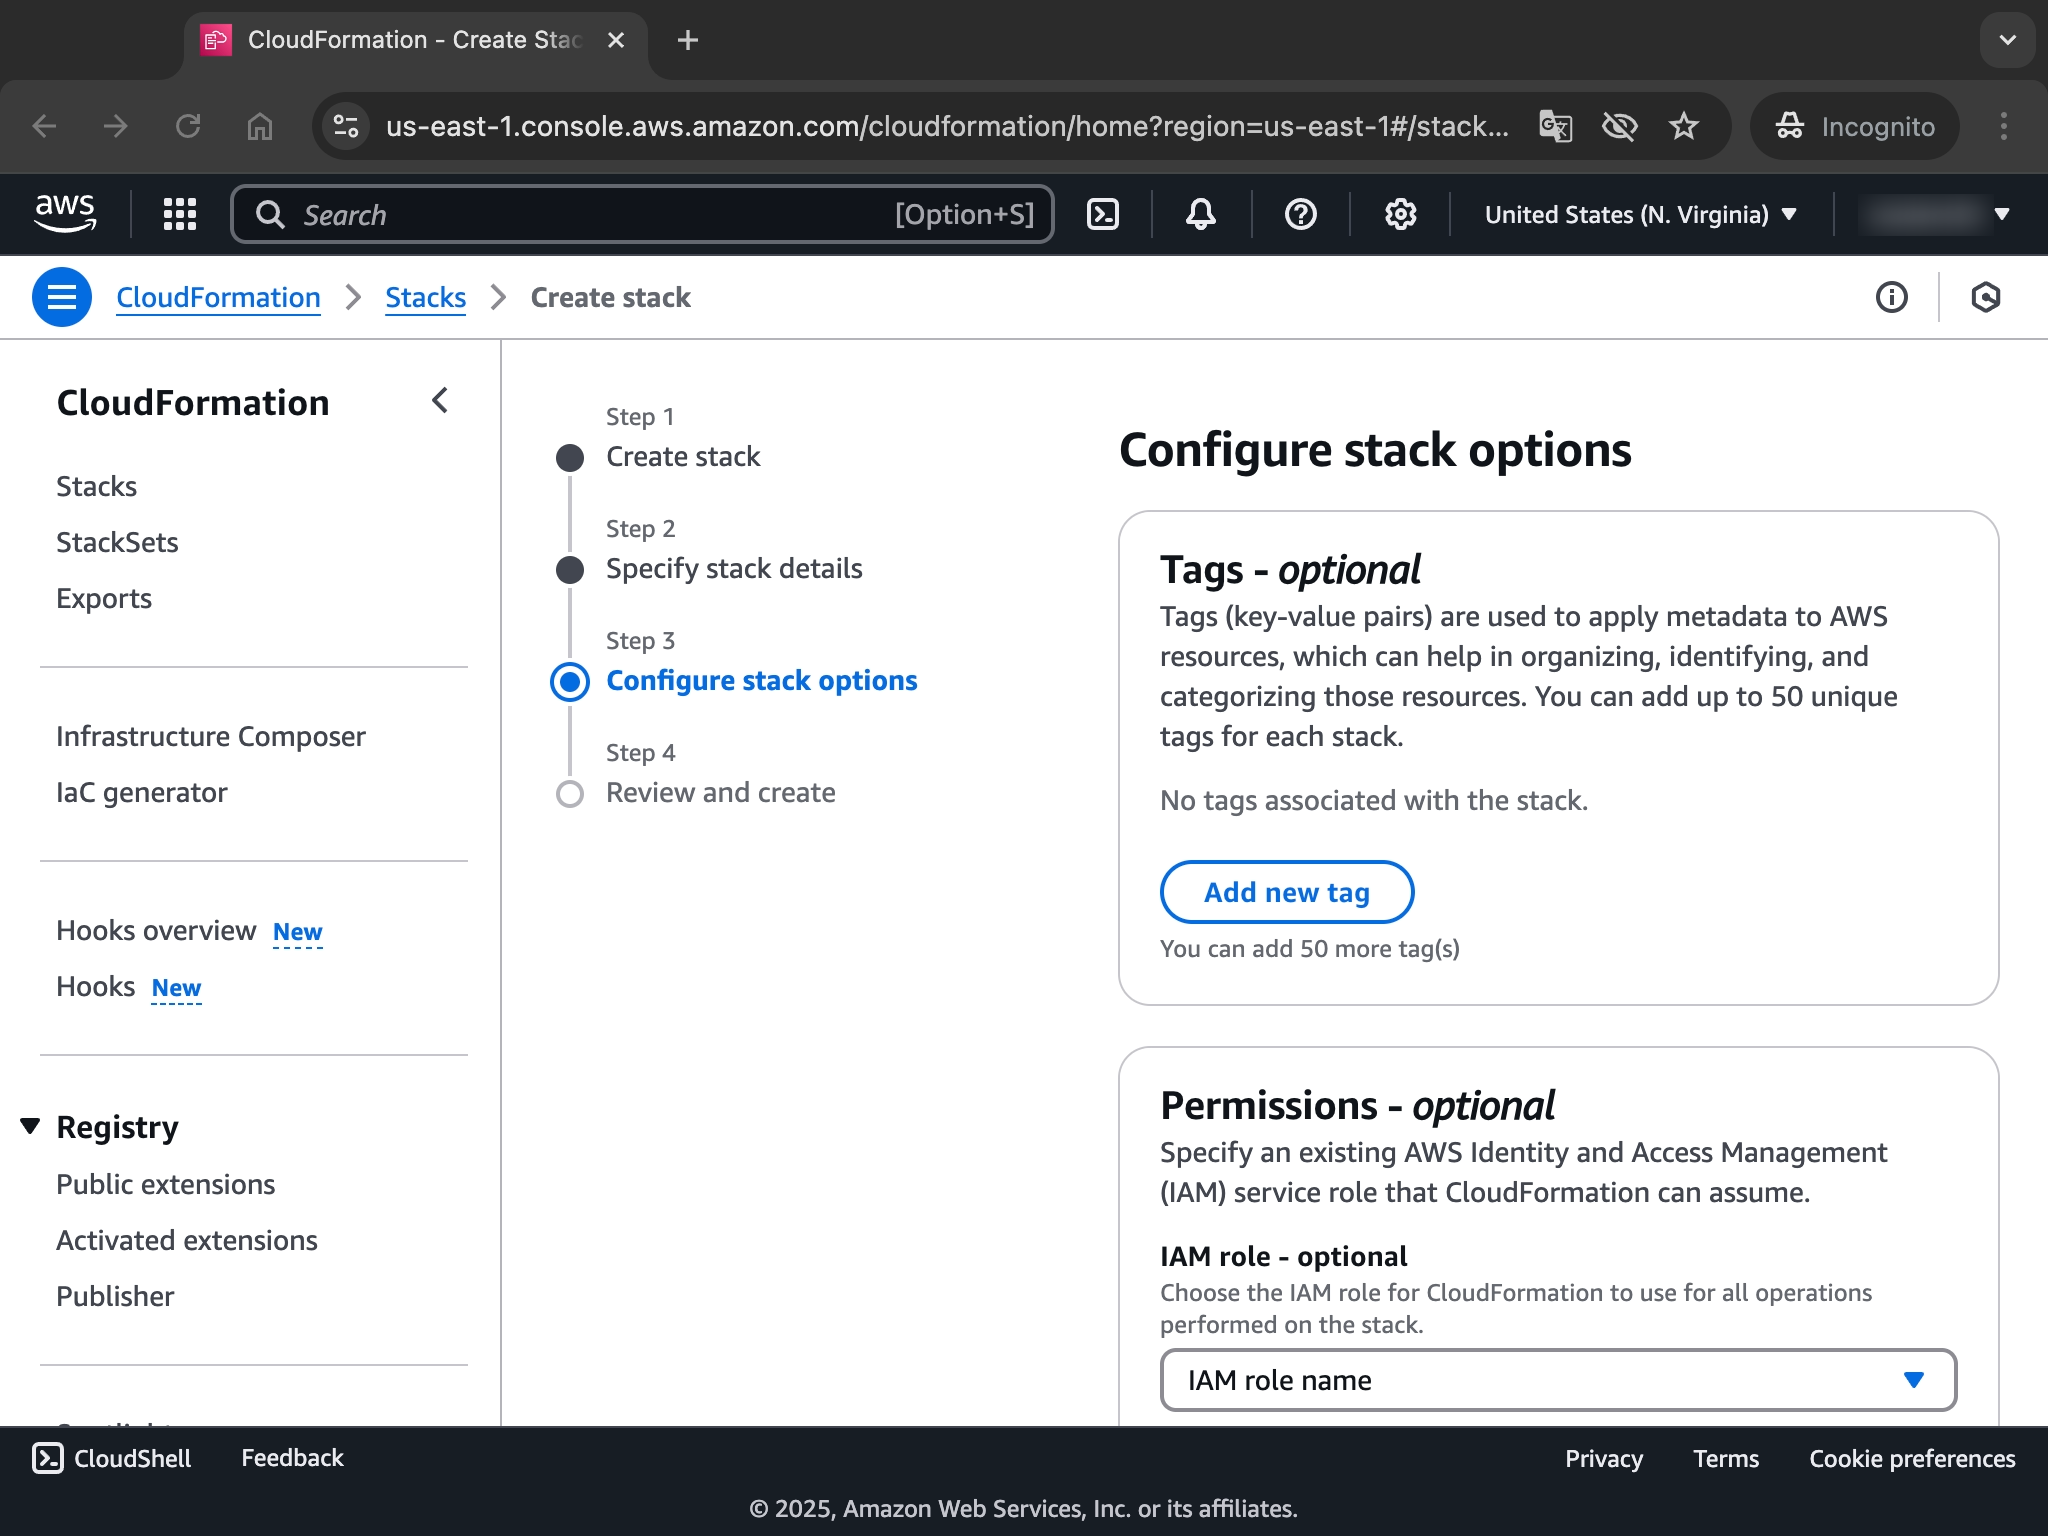 CloudFormation - Create Stac
us-east-1.console.aws.amazon.com/cloudformation/home?region=us-east-1#/stack...
Incognito
aws
Search
[Option+S]
United States (N. Virginia)
CloudFormation
Stacks
Create stack
CloudFormation
Stacks
StackSets
Exports
Infrastructure Composer
IaC generator
Hooks overview New
Hooks New
Registry
Public extensions
Activated extensions
Publisher
Step 1
Create stack
Step 2
Specify stack details
Step 3
Configure stack options
Step 4
Review and create
Configure stack options
Tags - optional
Tags (key-value pairs) are used to apply metadata to AWS
resources, which can help in organizing, identifying, and
categorizing those resources. You can add up to 50 unique
tags for each stack.
No tags associated with the stack.
Add new tag
You can add 50 more tag(s)
Permissions - optional
Specify an existing AWS Identity and Access Management
(IAM) service role that CloudFormation can assume.
IAM role - optional
Choose the IAM role for CloudFormation to use for all operations
performed on the stack.
IAM role name
CloudShell
Feedback
Privacy
Terms
Cookie preferences
© 2025, Amazon Web Services, Inc. or its affiliates.